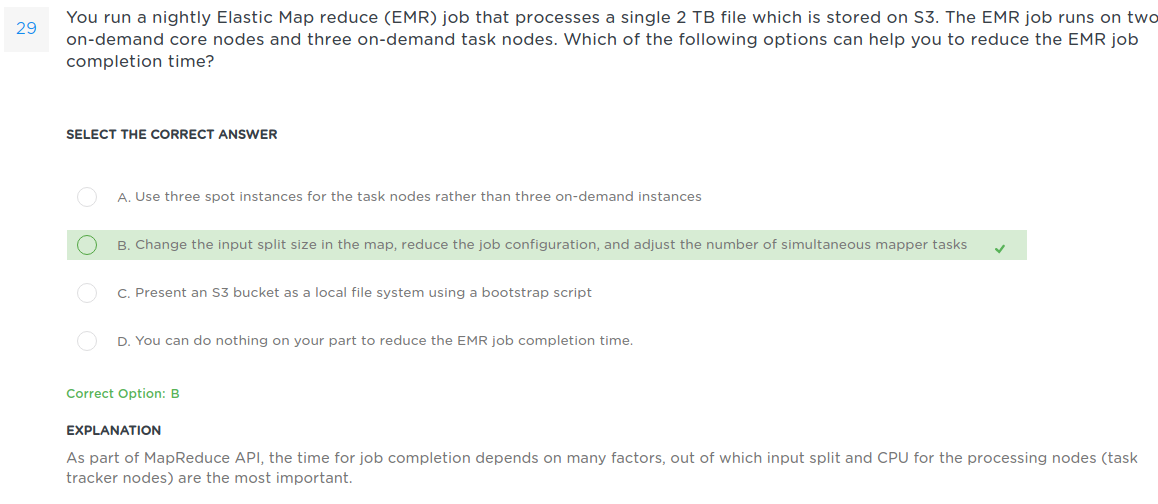 29
You run a nightly Elastic Map reduce (EMR) job that processes a single 2 TB file which is stored on S3. The EMR job runs on two
on-demand core nodes and three on-demand task nodes. Which of the following options can help you to reduce the EMR job
completion time?
SELECT THE CORRECT ANSWER
A. Use three spot instances for the task nodes rather than three on-demand instances
B. Change the input split size in the map, reduce the job configuration, and adjust the number of simultaneous mapper tasks
C. Present an S3 bucket as a local file system using a bootstrap script
D. You can do nothing on your part to reduce the EMR job completion time.
Correct Option: B
EXPLANATION
As part of MapReduce API, the time for job completion depends on many factors, out of which input split and CPU for the processing nodes (task
tracker nodes) are the most important.